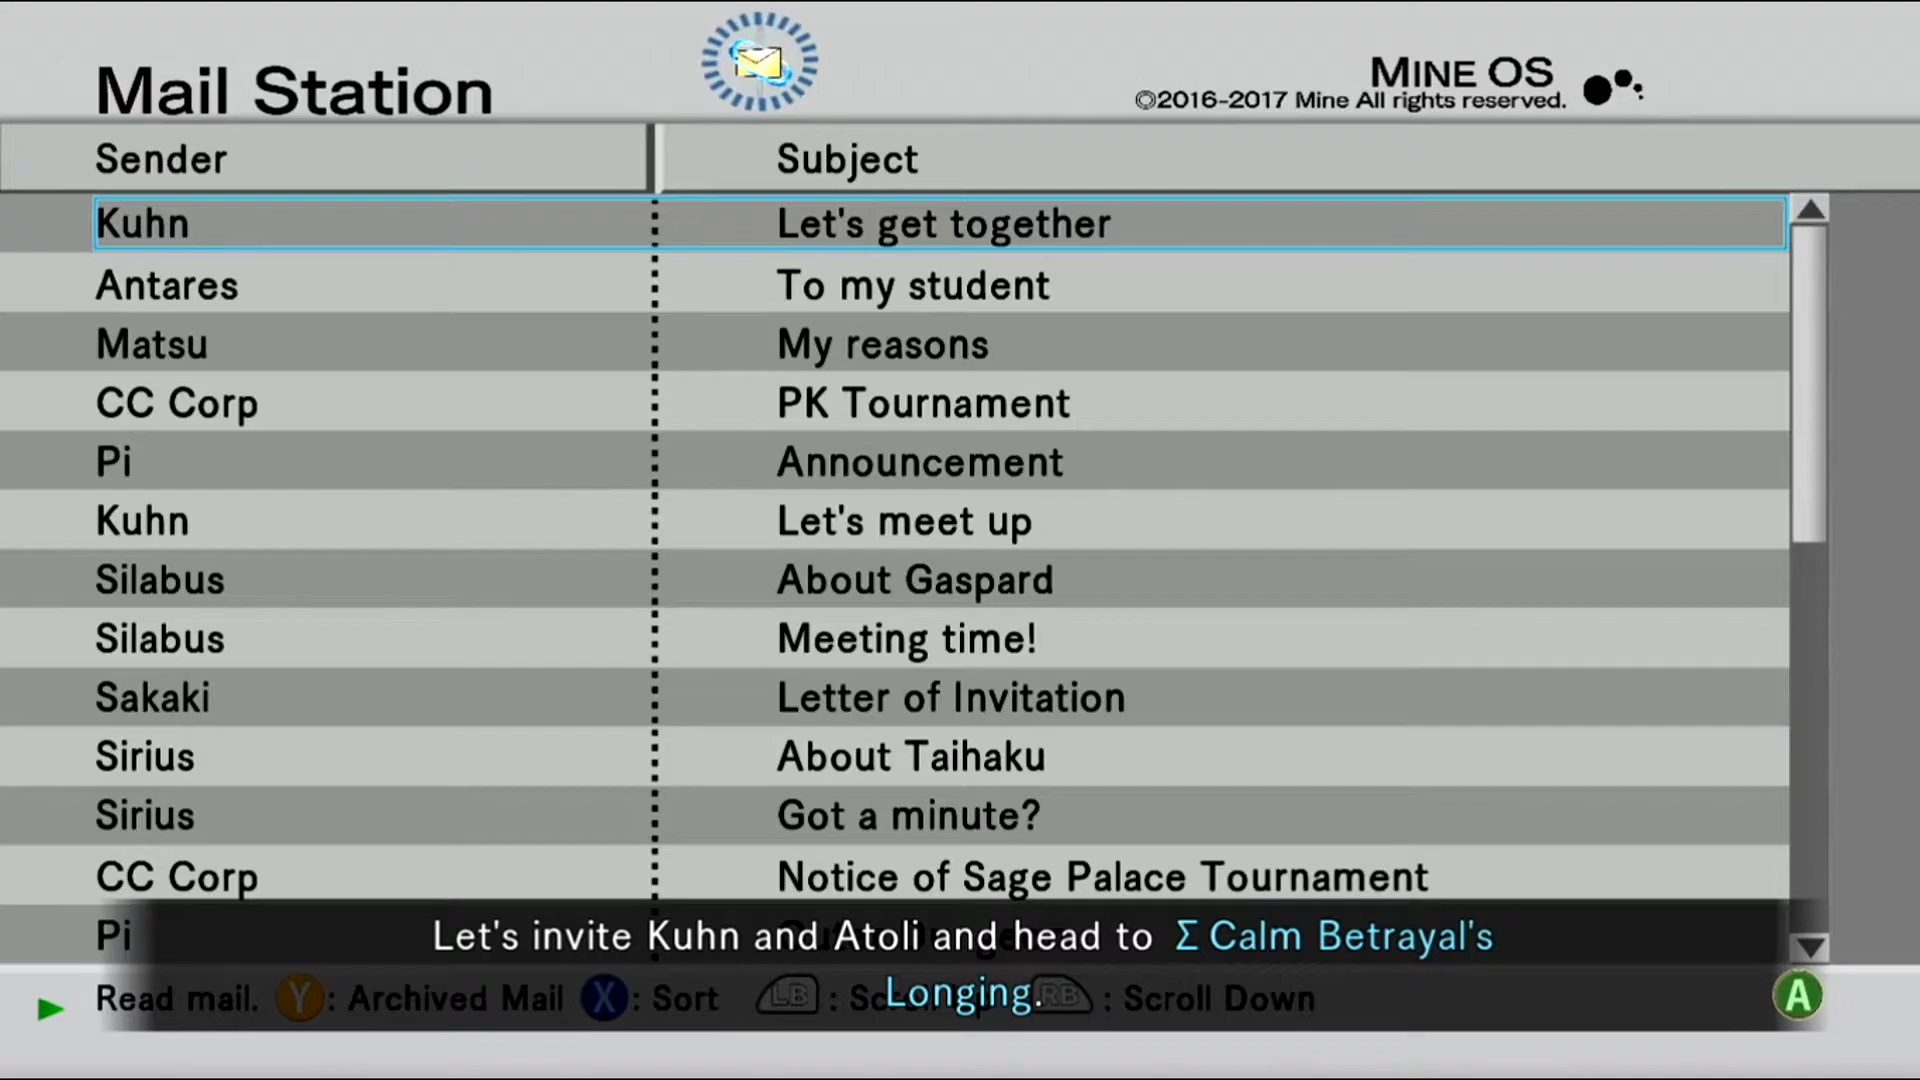 Mail Station
MINE OS
©2016-2017 Mine All rights reserved.
Sender Subject
Kuhn Let's get together
Antares To my student
Matsu My reasons
CC Corp PK Tournament
Pi Announcement
Kuhn Let's meet up
Silabus About Gaspard
Silabus Meeting time!
Sakaki Letter of Invitation
Sirius About Taihaku
Sirius Got a minute?
CC Corp Notice of Sage Palace Tournament
Pi
Let's invite Kuhn and Atoli and head to Σ Calm Betrayal's
Longing.
Read mail. Y: Archived Mail X: Sort LB: RB: Scroll Down A